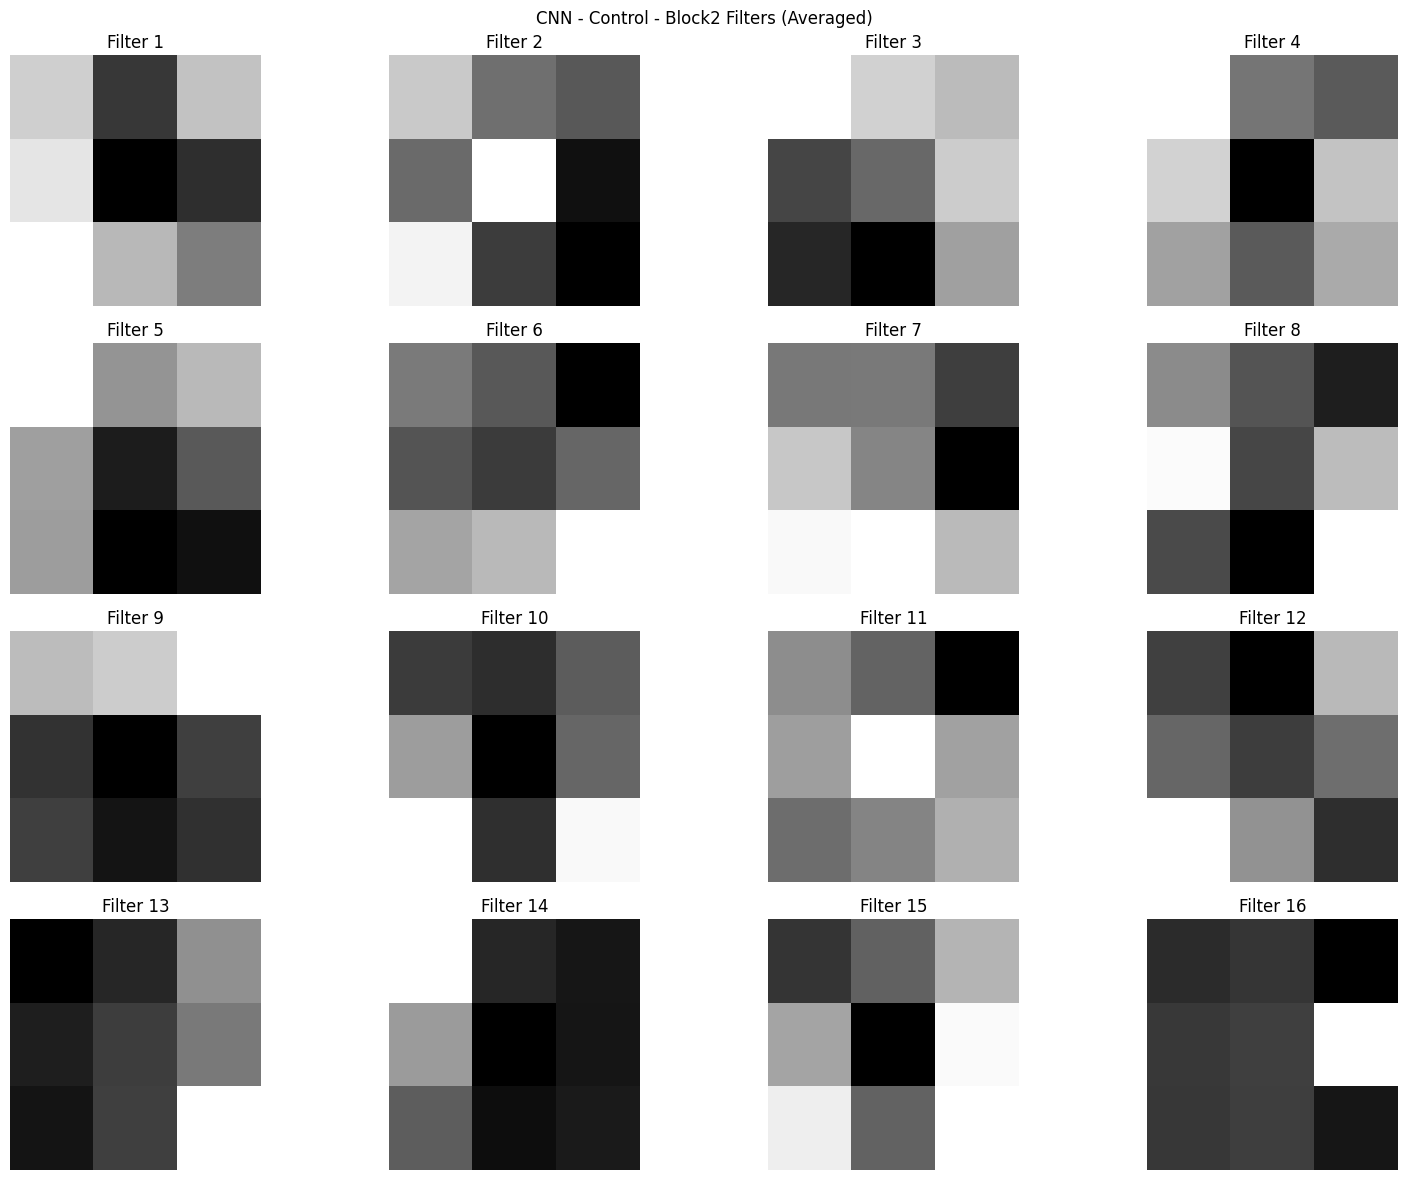 CNN - Control - Block2 Filters (Averaged)
Filter 1
Filter 2
Filter 3
Filter 4
Filter 5
Filter 6
Filter 7
Filter 8
Filter 9
Filter 10
Filter 11
Filter 12
Filter 13
Filter 14
Filter 15
Filter 16